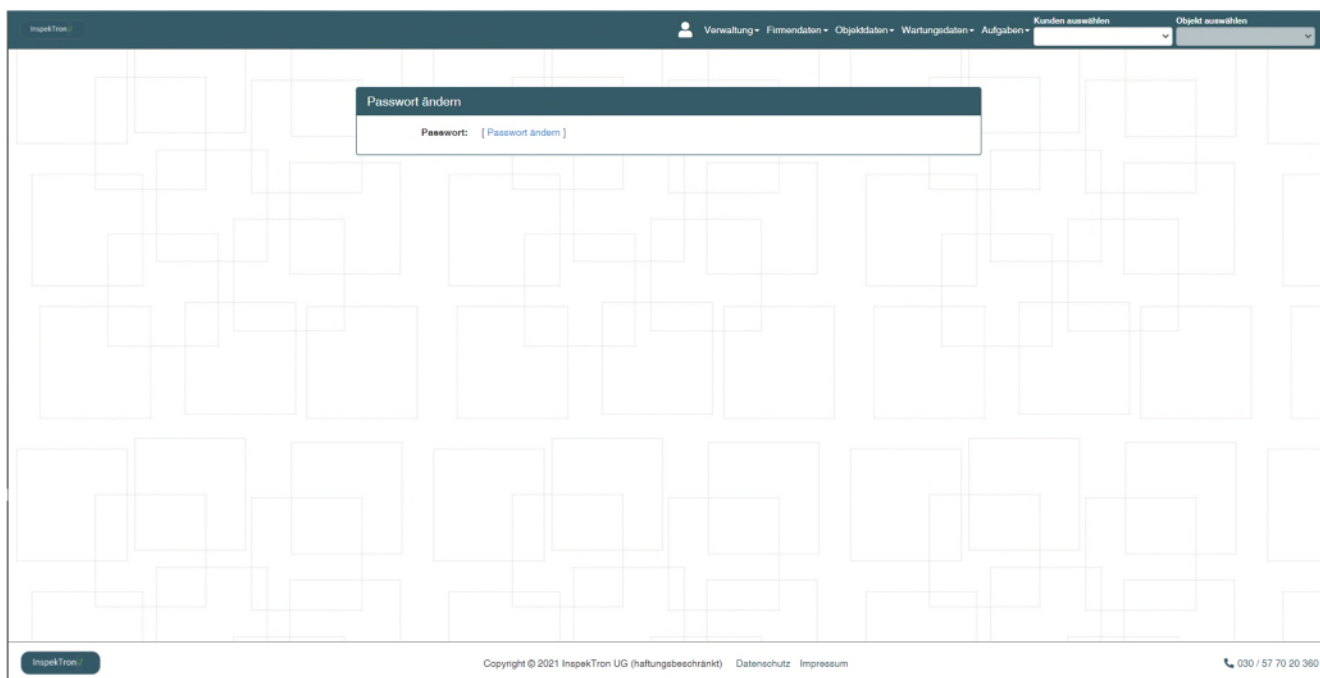 InspekTron//
Verwaltung Firmendaten Objektdaten Wartungsdaten Aufgaben Kunden auswählen Objekt auswählen
Passwort ändern
Passwort: [ Passwort ändern ]
InspekTron// Copyright © 2021 InspekTron UG (haftungsbeschränkt) Datenschutz Impressum 030 / 57 70 20 360